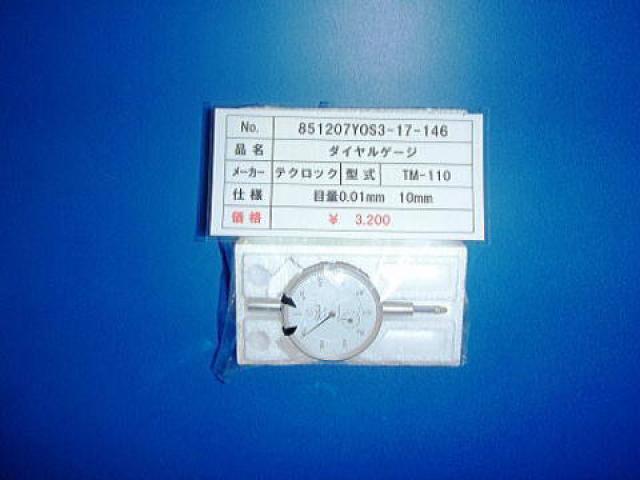 No. 851207YOS3-17-146
品名 ダイヤルゲージ
メーカー テクロック 型式 TM-110
仕様 目量0.01mm 10mm
価格 ¥ 3,200